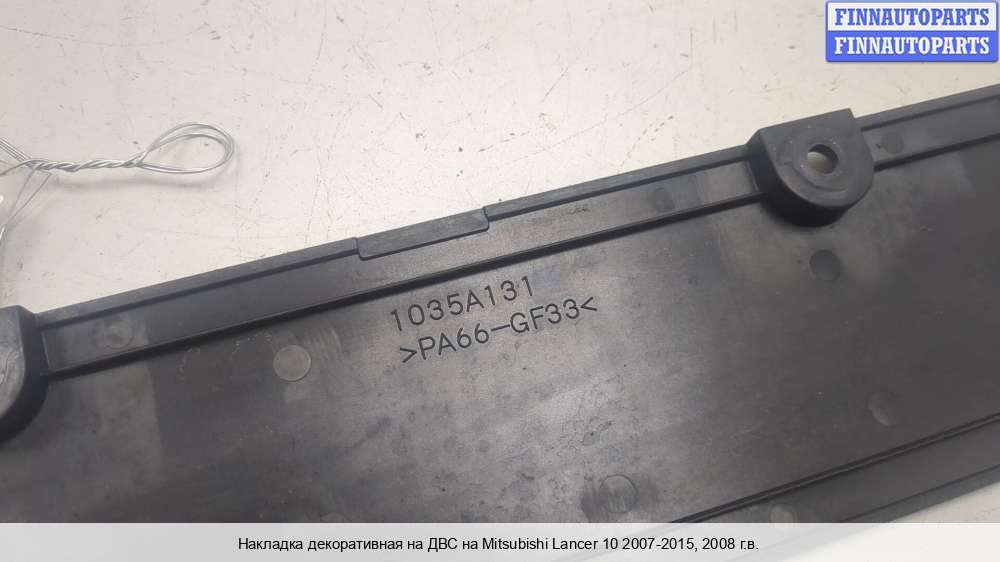 FINNAUTOPARTS
FINNAUTOPARTS
1035A131
>PA66-GF33<
Накладка декоративная на ДВС на Mitsubishi Lancer 10 2007-2015, 2008 г.в.